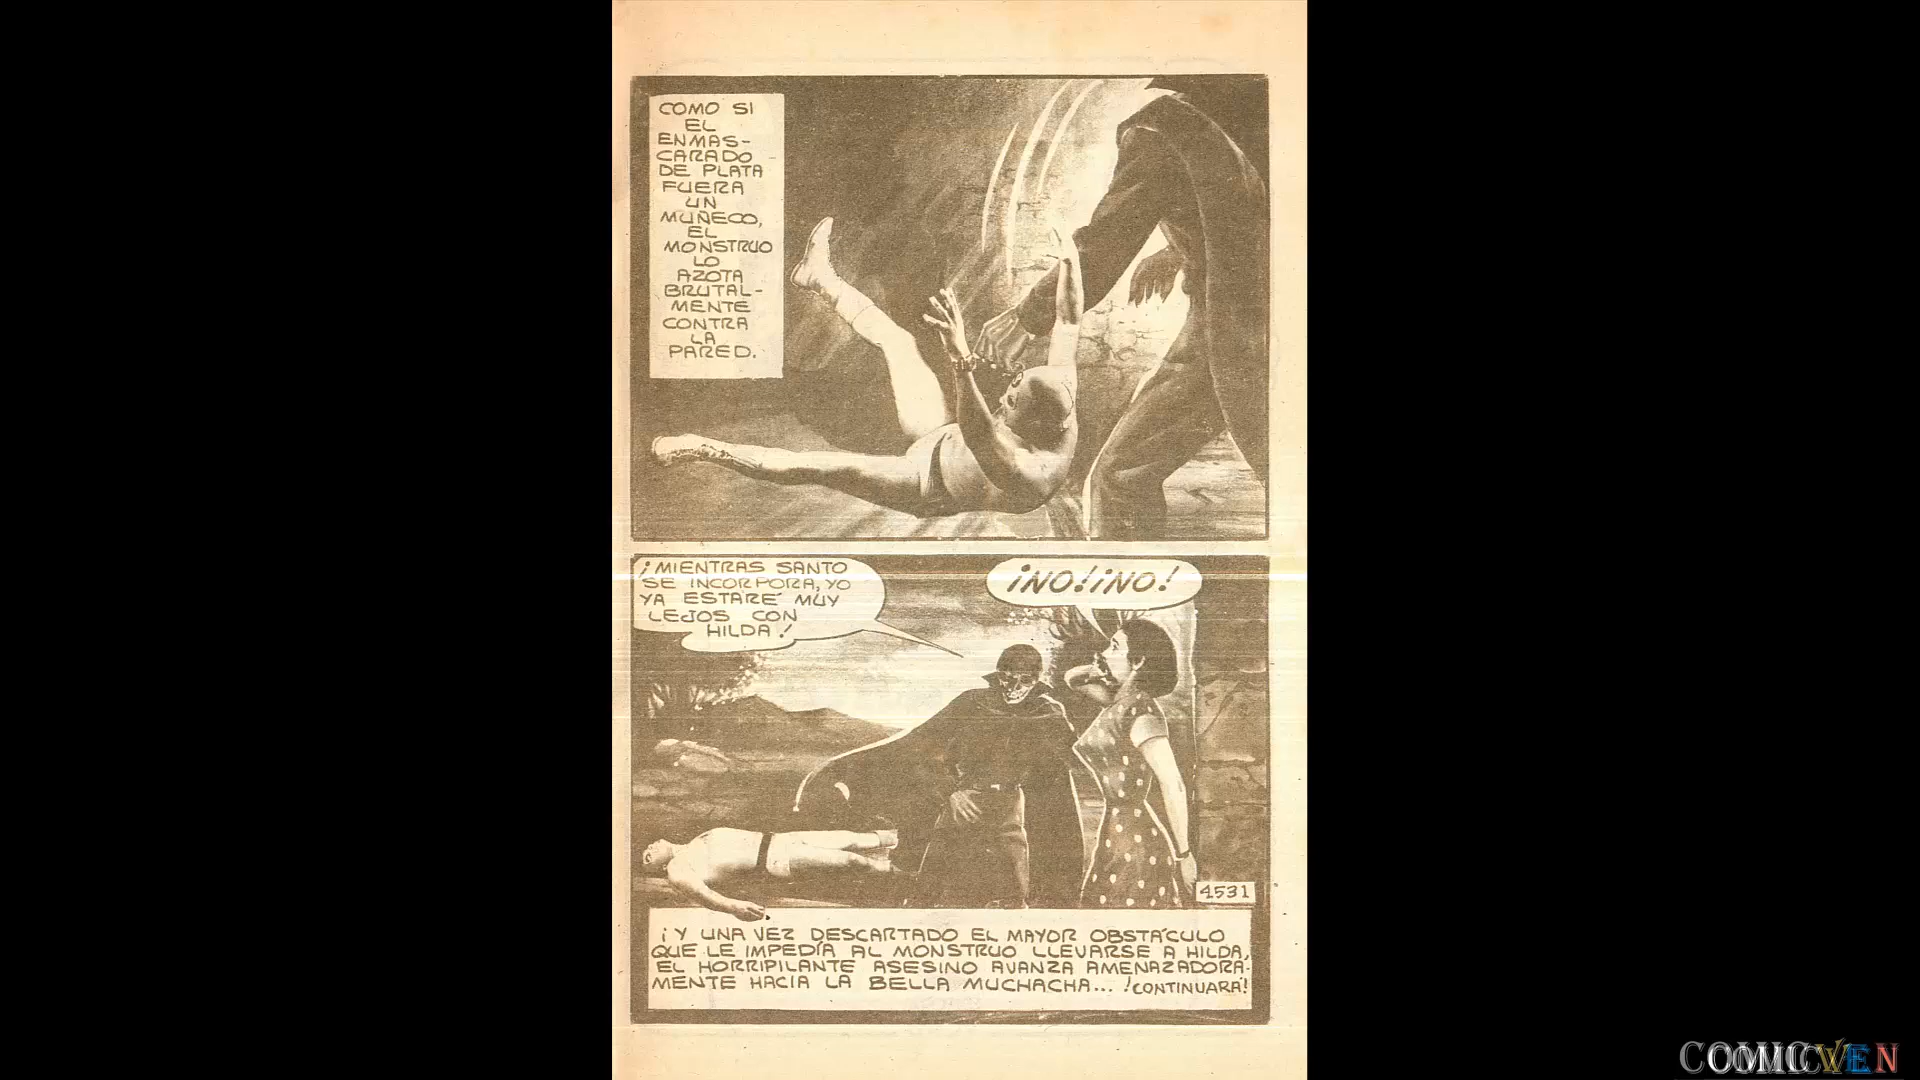 COMO SI
EL
ENMAS-
CARADO
DE PLATA
FUERA
UN
MUÑECO,
EL
MONSTRUO
LO
AZOTA
BRUTAL-
MENTE
CONTRA
LA
PARED.
¡MIENTRAS SANTO
SE INCORPORA, YO
YA ESTARÉ MUY
LEJOS CON
HILDA!
¡NO! ¡NO!
4531
¡Y UNA VEZ DESCARTADO EL MAYOR OBSTÁCULO
QUE LE IMPEDÍA AL MONSTRUO LLEVARSE A HILDA,
EL HORRIPILANTE ASESINO AVANZA AMENAZADORA-
MENTE HACIA LA BELLA MUCHACHA... ¡CONTINUARÁ!
COMICVEN